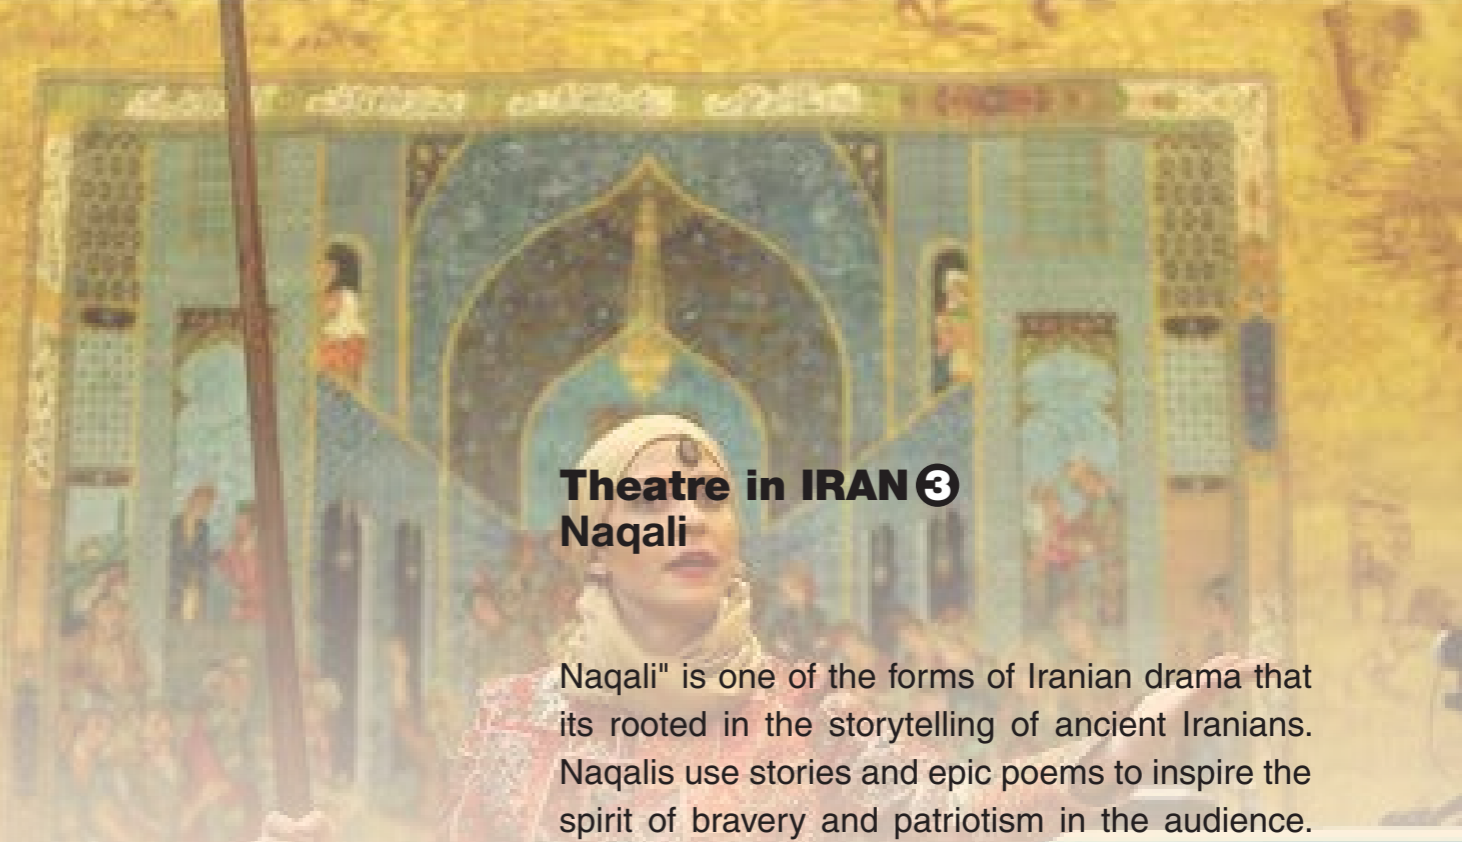 Theatre in IRAN 3
Naqali
Naqali" is one of the forms of Iranian drama that
its rooted in the storytelling of ancient Iranians.
Naqalis use stories and epic poems to inspire the
spirit of bravery and patriotism in the audience.